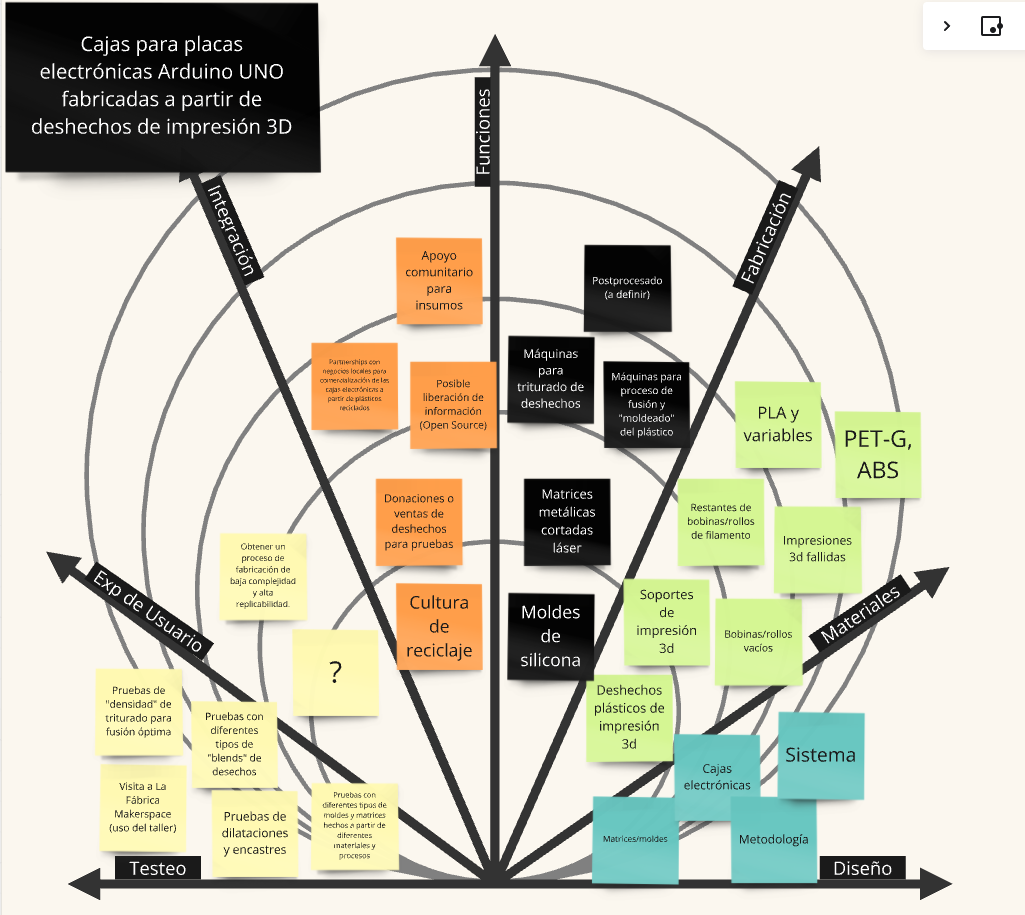 Cajas para placas
electrónicas Arduino UNO
fabricadas a partir de
deshechos de impresión 3D
Funciones
Integración
Fabricación
Exp de Usuario
Materiales
Testeo
Diseño
Apoyo
comunitario
para
insumos
Partnerships con
negocios locales para
comercialización de las
cajas electrónicas a
partir de plásticos
reciclados
Posible
liberación de
información
(Open Source)
Donaciones o
ventas de
deshechos
para pruebas
Cultura
de
reciclaje
Postprocesado
(a definir)
Máquinas
para
triturado de
deshechos
Máquinas para
proceso de
fusión y
"moldeado"
del plástico
Matrices
metálicas
cortadas
láser
Moldes
de
silicona
PLA y
variables
PET-G,
ABS
Restantes de
bobinas/rollos
de filamento
Impresiones
3d fallidas
Soportes
de
impresión
3d
Bobinas/rollos
vacíos
Deshechos
plásticos de
impresión
3d
Cajas
electrónicas
Sistema
Matrices/moldes
Metodología
Obtener un
proceso de
fabricación de
baja complejidad
y alta
replicabilidad.
?
Pruebas de
"densidad" de
triturado para
fusión óptima
Pruebas con
diferentes
tipos de
"blends" de
desechos
Visita a La
Fábrica
Makerspace
(uso del taller)
Pruebas de
dilataciones
y encastres
Pruebas con
diferentes tipos de
moldes y matrices
hechos a partir de
diferentes
materiales y
procesos